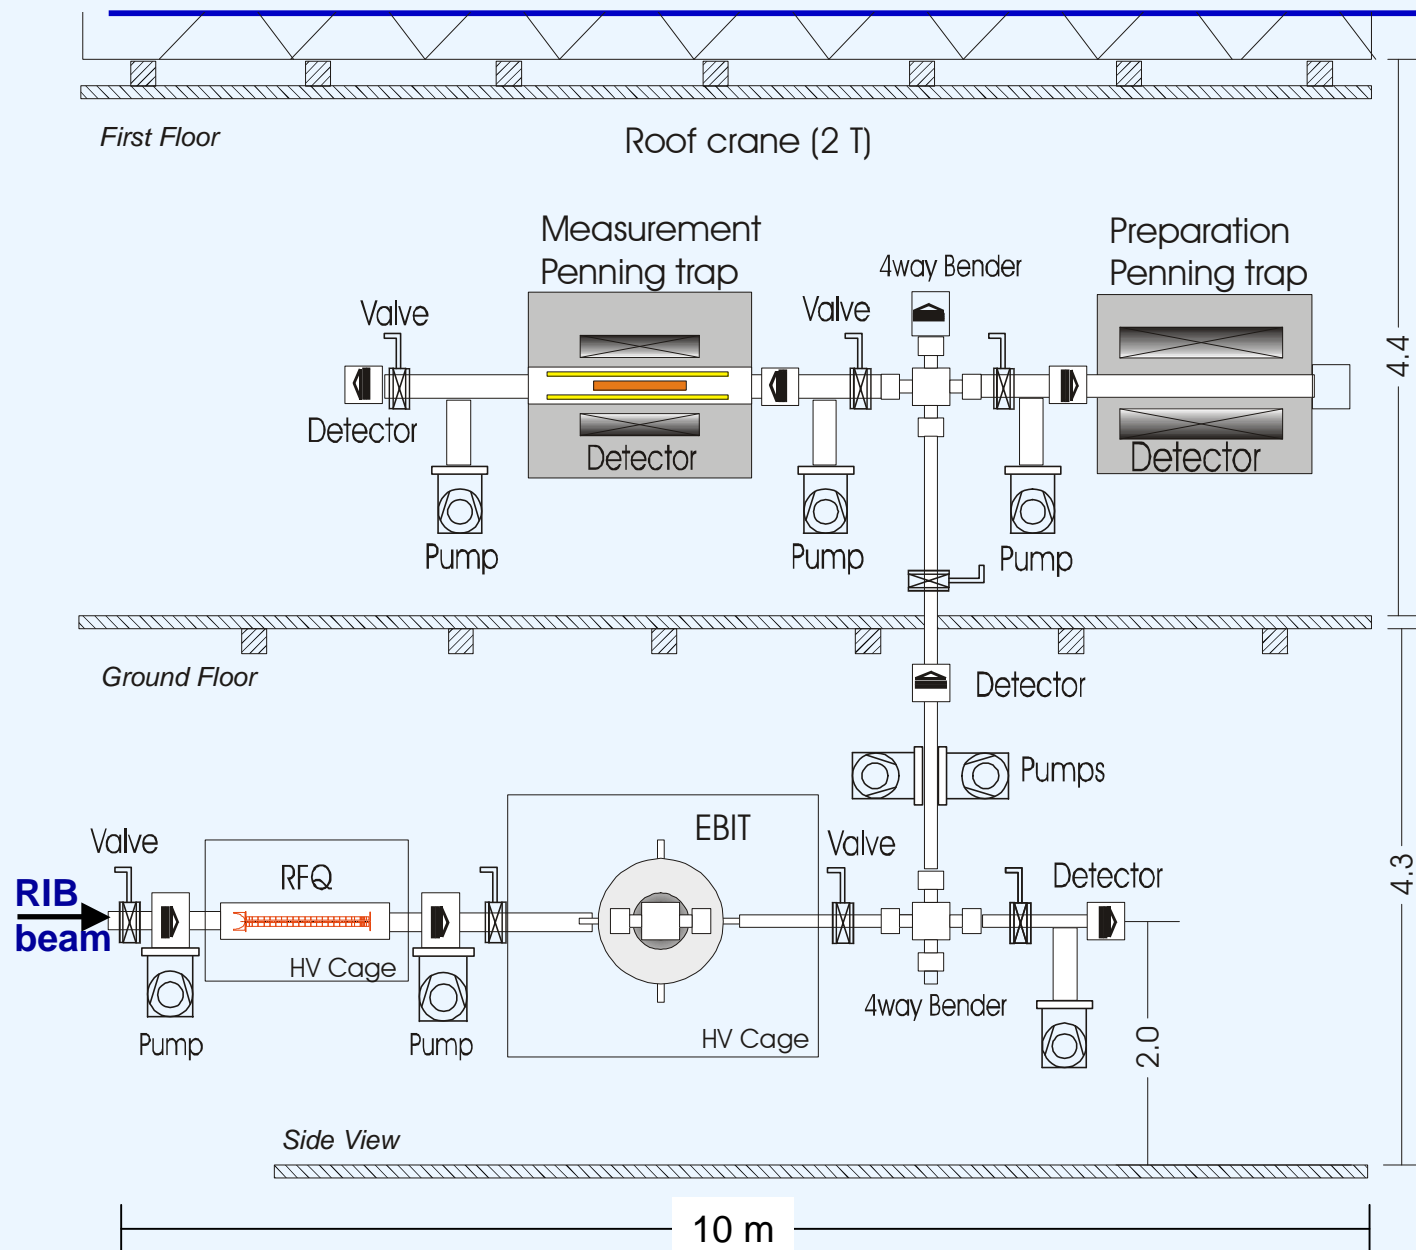 First Floor
Roof crane (2 T)
Measurement
Penning trap
Preparation
Penning trap
4way Bender
Valve
Valve
4.4
Detector
Detector
Detector
Pump
Pump
Pump
Ground Floor
Detector
Pumps
EBIT
Valve
Valve
RFQ
Detector
4.3
RIB
beam
HV Cage
4way Bender
Pump
Pump
HV Cage
2.0
Side View
10 m